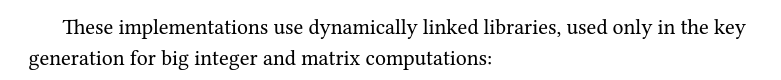 These implementations use dynamically linked libraries, used only in the key
generation for big integer and matrix computations: